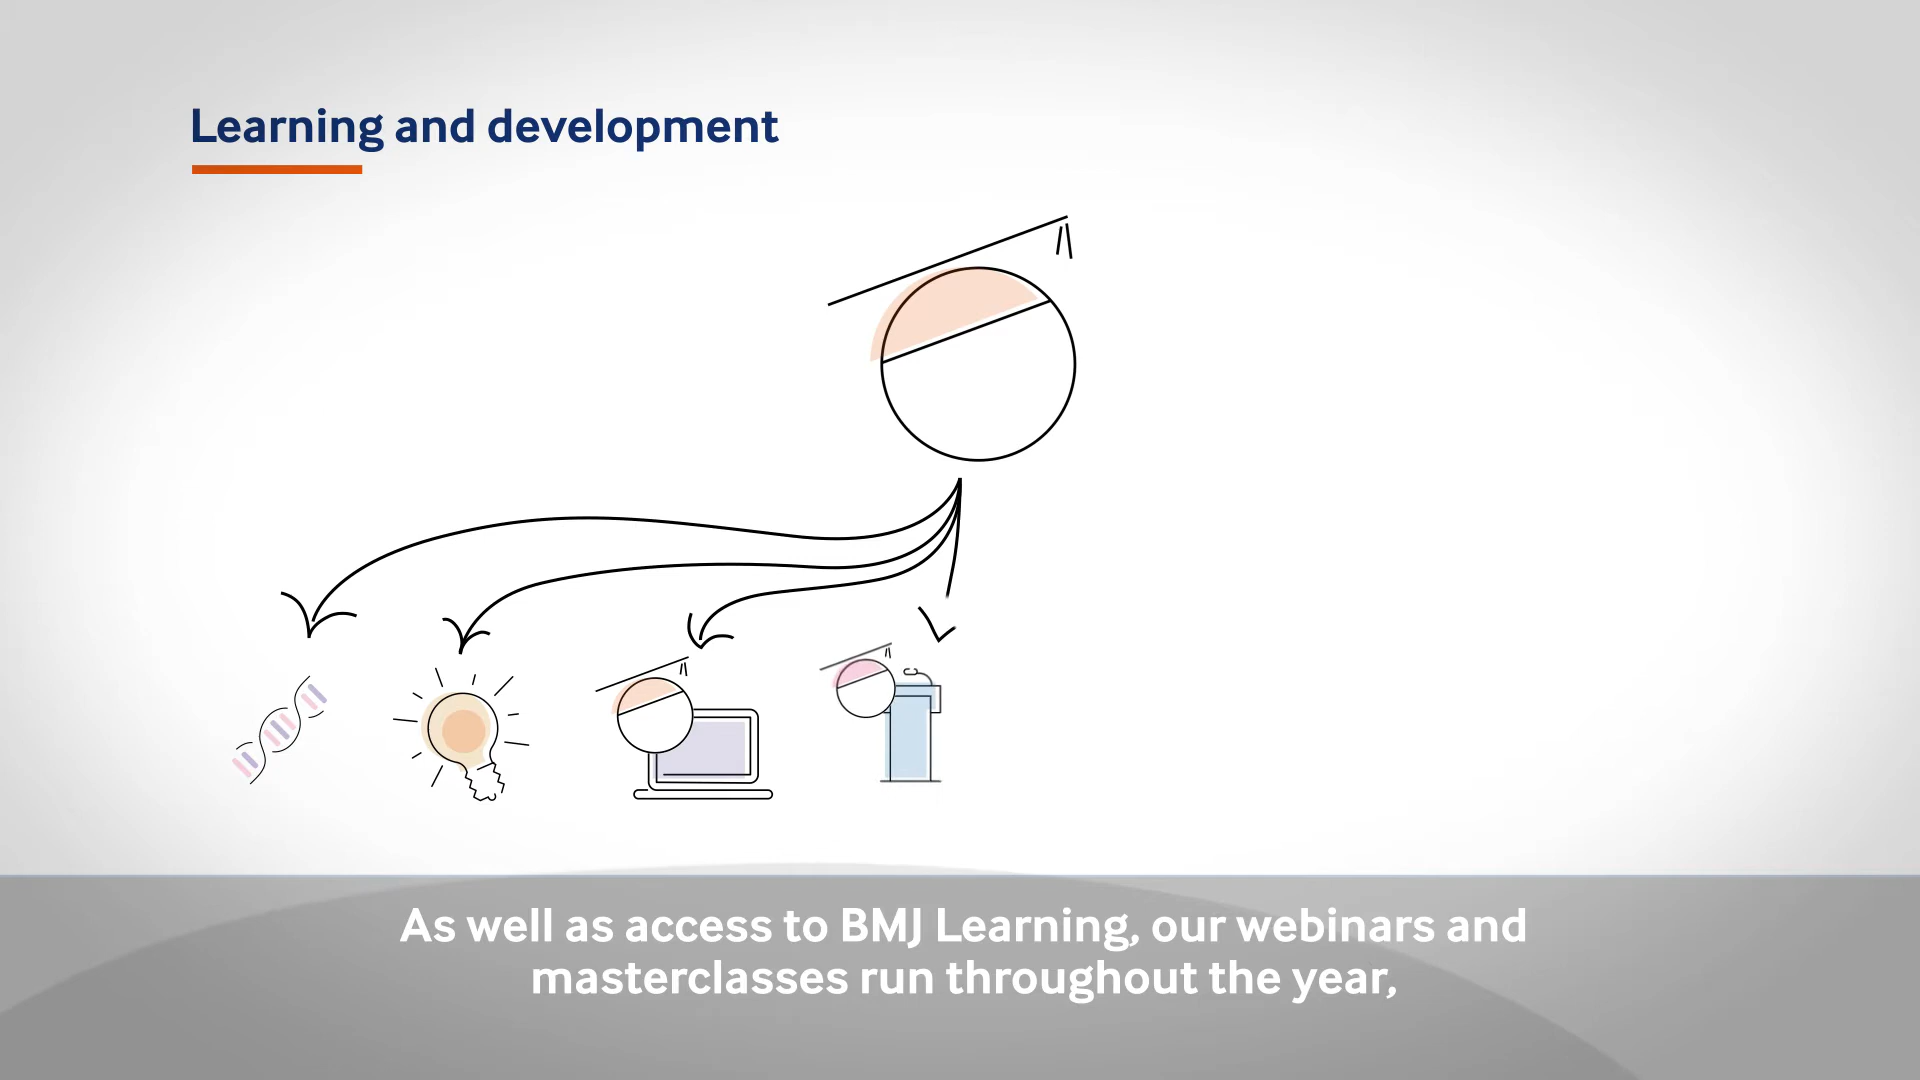 Learning and development
As well as access to BMJ Learning, our webinars and
masterclasses run throughout the year,